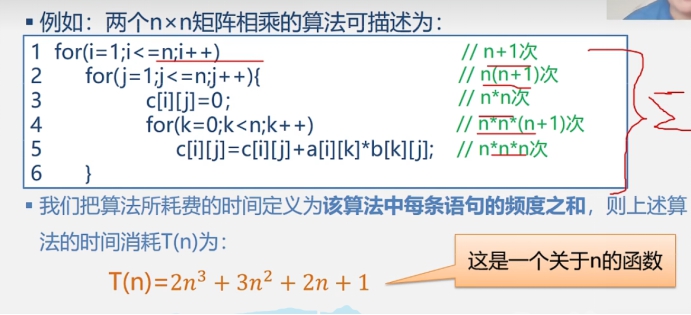 ▪ 例如：两个n×n矩阵相乘的算法可描述为：
1 for(i=1;i<=n;i++) // n+1次
2 for(j=1;j<=n;j++){ // n(n+1)次
3 c[i][j]=0; // n*n次
4 for(k=0;k<n;k++) // n*n*(n+1)次
5 c[i][j]=c[i][j]+a[i][k]*b[k][j]; // n*n*n次
6 }
Σ
▪ 我们把算法所耗费的时间定义为该算法中每条语句的频度之和，则上述算
法的时间消耗T(n)为：
T(n)=2n³ + 3n² + 2n + 1
这是一个关于n的函数